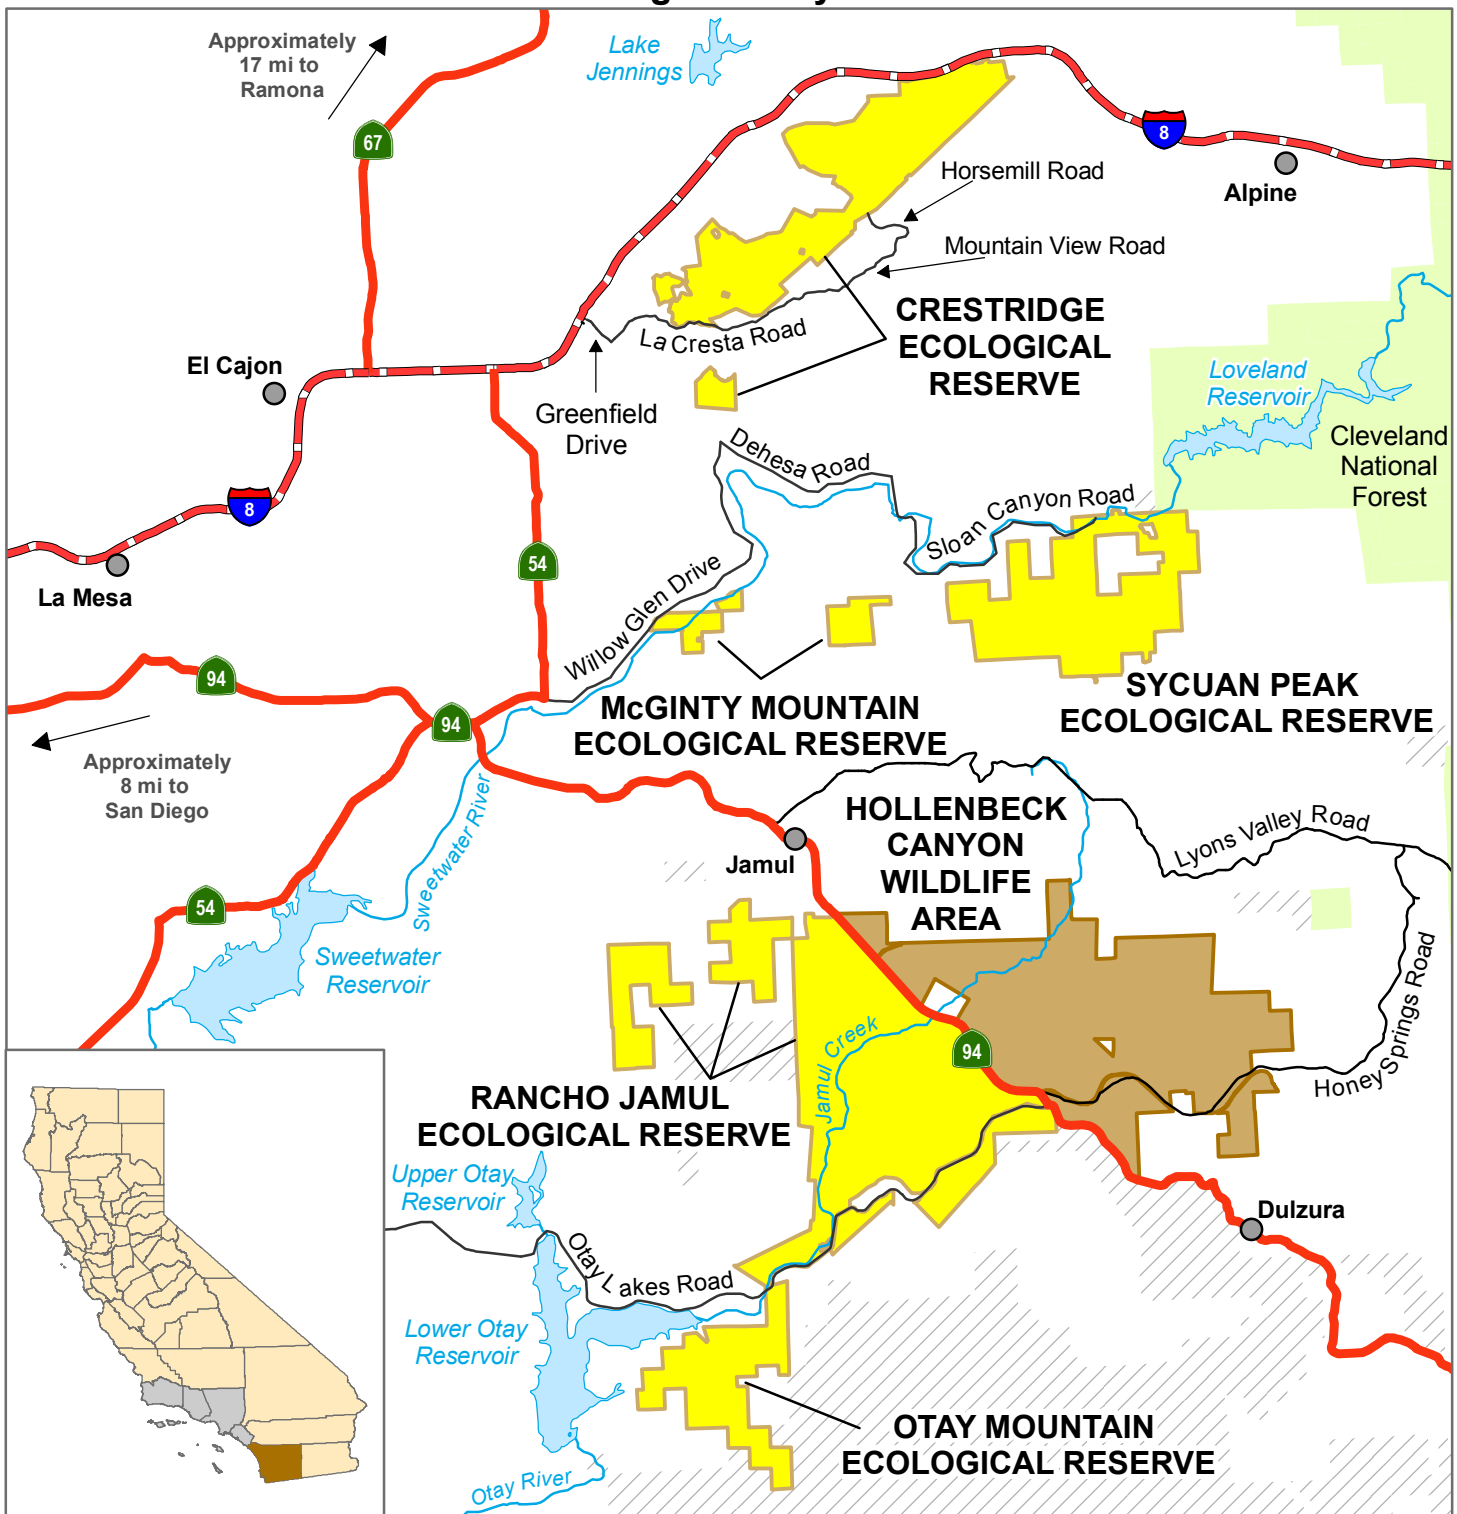 Approximately
17 mi to
Ramona
Lake
Jennings
67
8
Alpine
Horsemill Road
Mountain View Road
CRESTRIDGE
ECOLOGICAL
RESERVE
La Cresta Road
El Cajon
Greenfield
Drive
Loveland
Reservoir
Cleveland
National
Forest
Dehesa Road
8
Sloan Canyon Road
54
La Mesa
Willow Glen Drive
94
94
McGINTY MOUNTAIN
ECOLOGICAL RESERVE
SYCUAN PEAK
ECOLOGICAL RESERVE
Approximately
8 mi to
San Diego
Sweetwater River
HOLLENBECK
CANYON
WILDLIFE
AREA
Lyons Valley Road
Jamul
54
Sweetwater
Reservoir
Honey Springs Road
Jamul Creek
94
RANCHO JAMUL
ECOLOGICAL RESERVE
Upper Otay
Reservoir
Dulzura
Otay Lakes Road
Lower Otay
Reservoir
OTAY MOUNTAIN
ECOLOGICAL RESERVE
Otay River